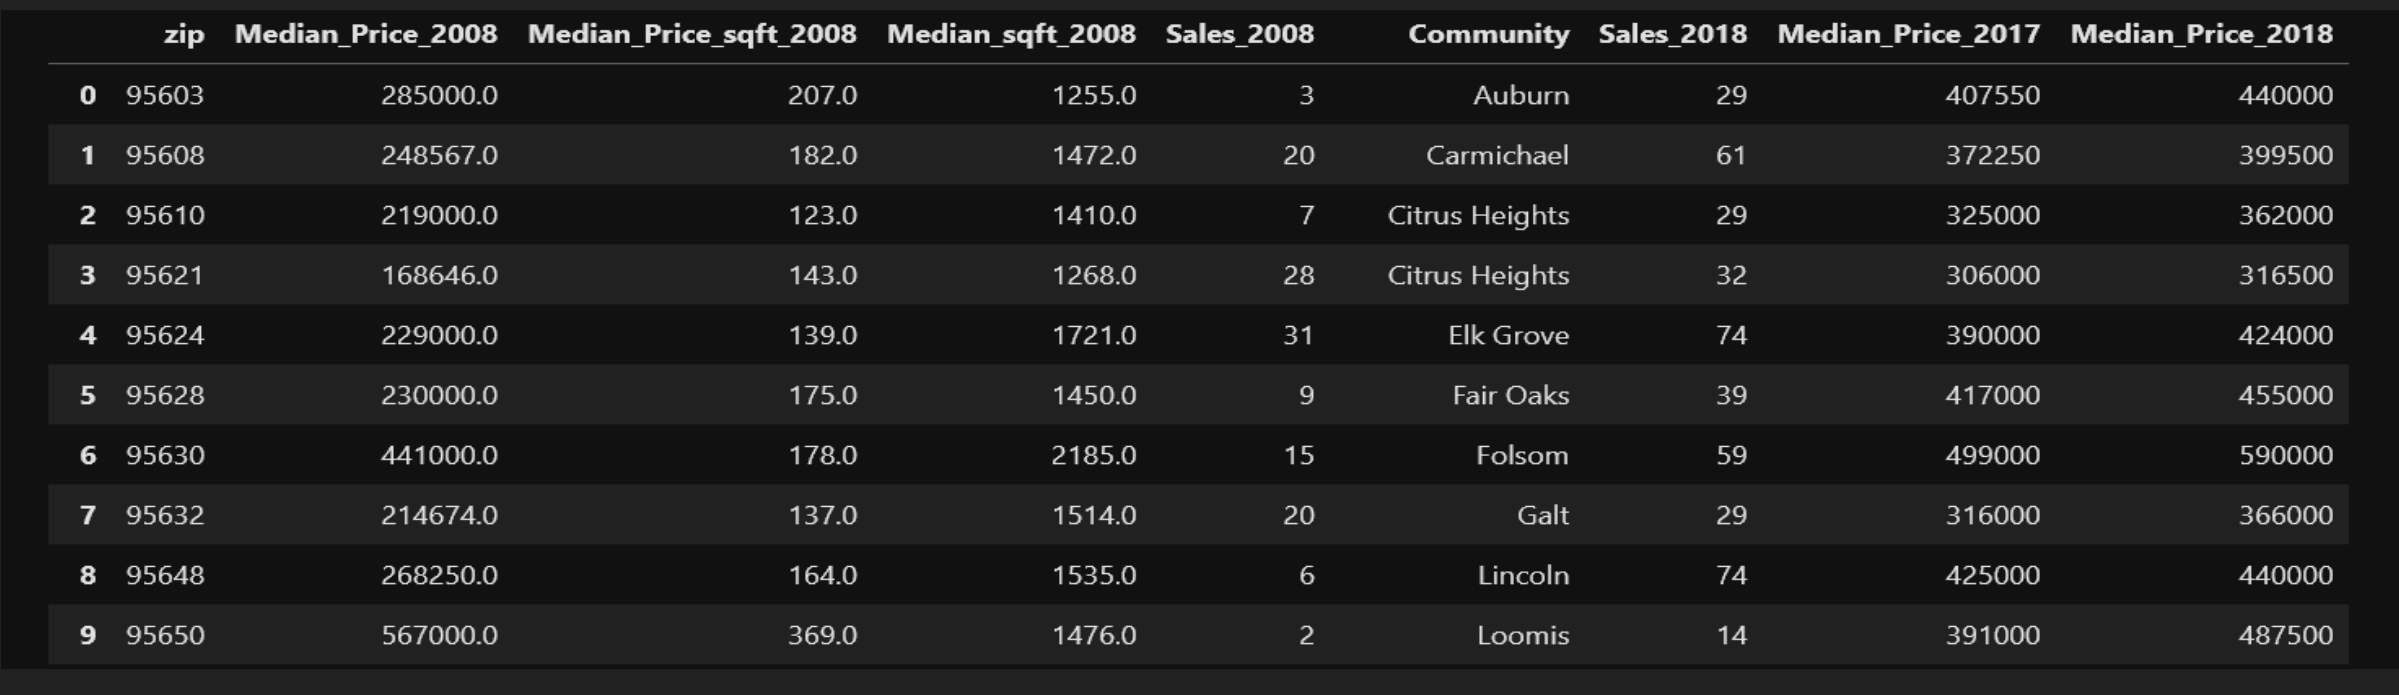 zip Median_Price_2008 Median_Price_sqft_2008 Median_sqft_2008 Sales_2008 Community Sales_2018 Median_Price_2017 Median_Price_2018
0 95603 285000.0 207.0 1255.0 3 Auburn 29 407550 440000
1 95608 248567.0 182.0 1472.0 20 Carmichael 61 372250 399500
2 95610 219000.0 123.0 1410.0 7 Citrus Heights 29 325000 362000
3 95621 168646.0 143.0 1268.0 28 Citrus Heights 32 306000 316500
4 95624 229000.0 139.0 1721.0 31 Elk Grove 74 390000 424000
5 95628 230000.0 175.0 1450.0 9 Fair Oaks 39 417000 455000
6 95630 441000.0 178.0 2185.0 15 Folsom 59 499000 590000
7 95632 214674.0 137.0 1514.0 20 Galt 29 316000 366000
8 95648 268250.0 164.0 1535.0 6 Lincoln 74 425000 440000
9 95650 567000.0 369.0 1476.0 2 Loomis 14 391000 487500